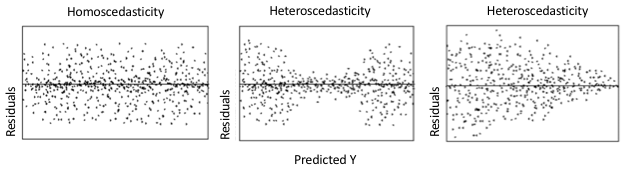 Homoscedasticity
Heteroscedasticity
Heteroscedasticity
Residuals
Residuals
Residuals
Predicted Y